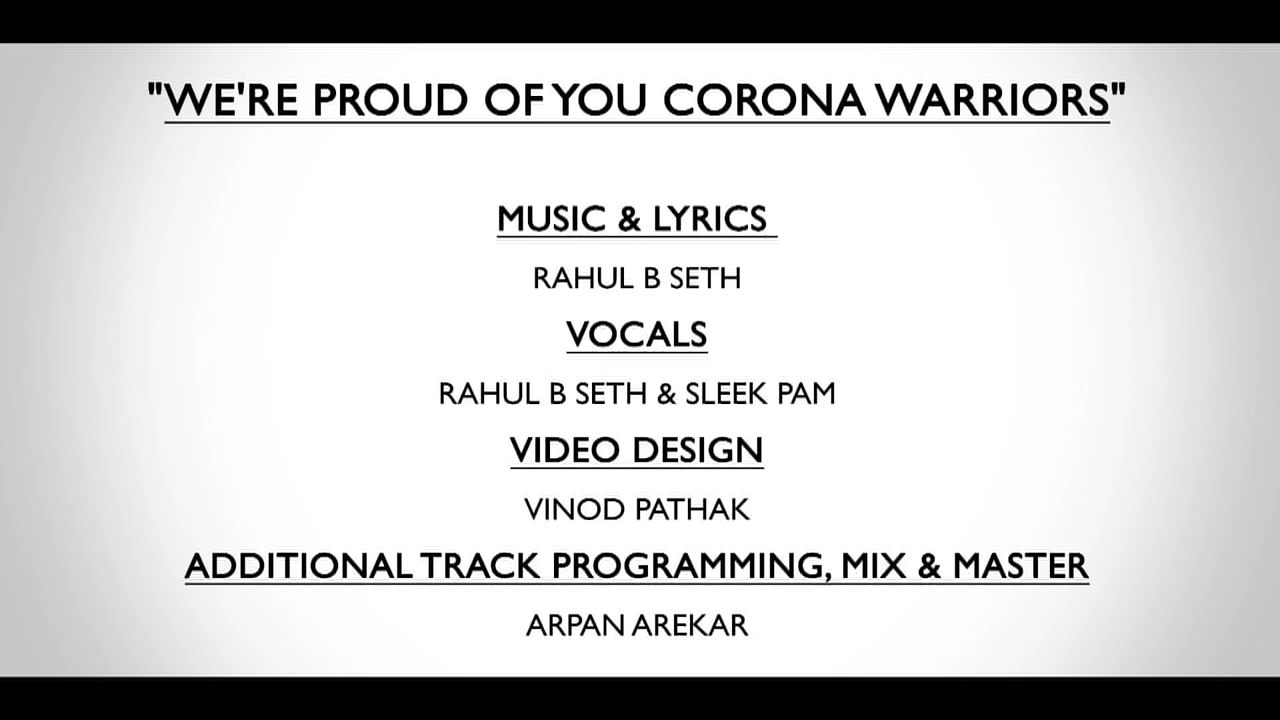 "WE'RE PROUD OF YOU CORONA WARRIORS"
MUSIC & LYRICS
RAHUL B SETH
VOCALS
RAHUL B SETH & SLEEK PAM
VIDEO DESIGN
VINOD PATHAK
ADDITIONAL TRACK PROGRAMMING, MIX & MASTER
ARPAN AREKAR